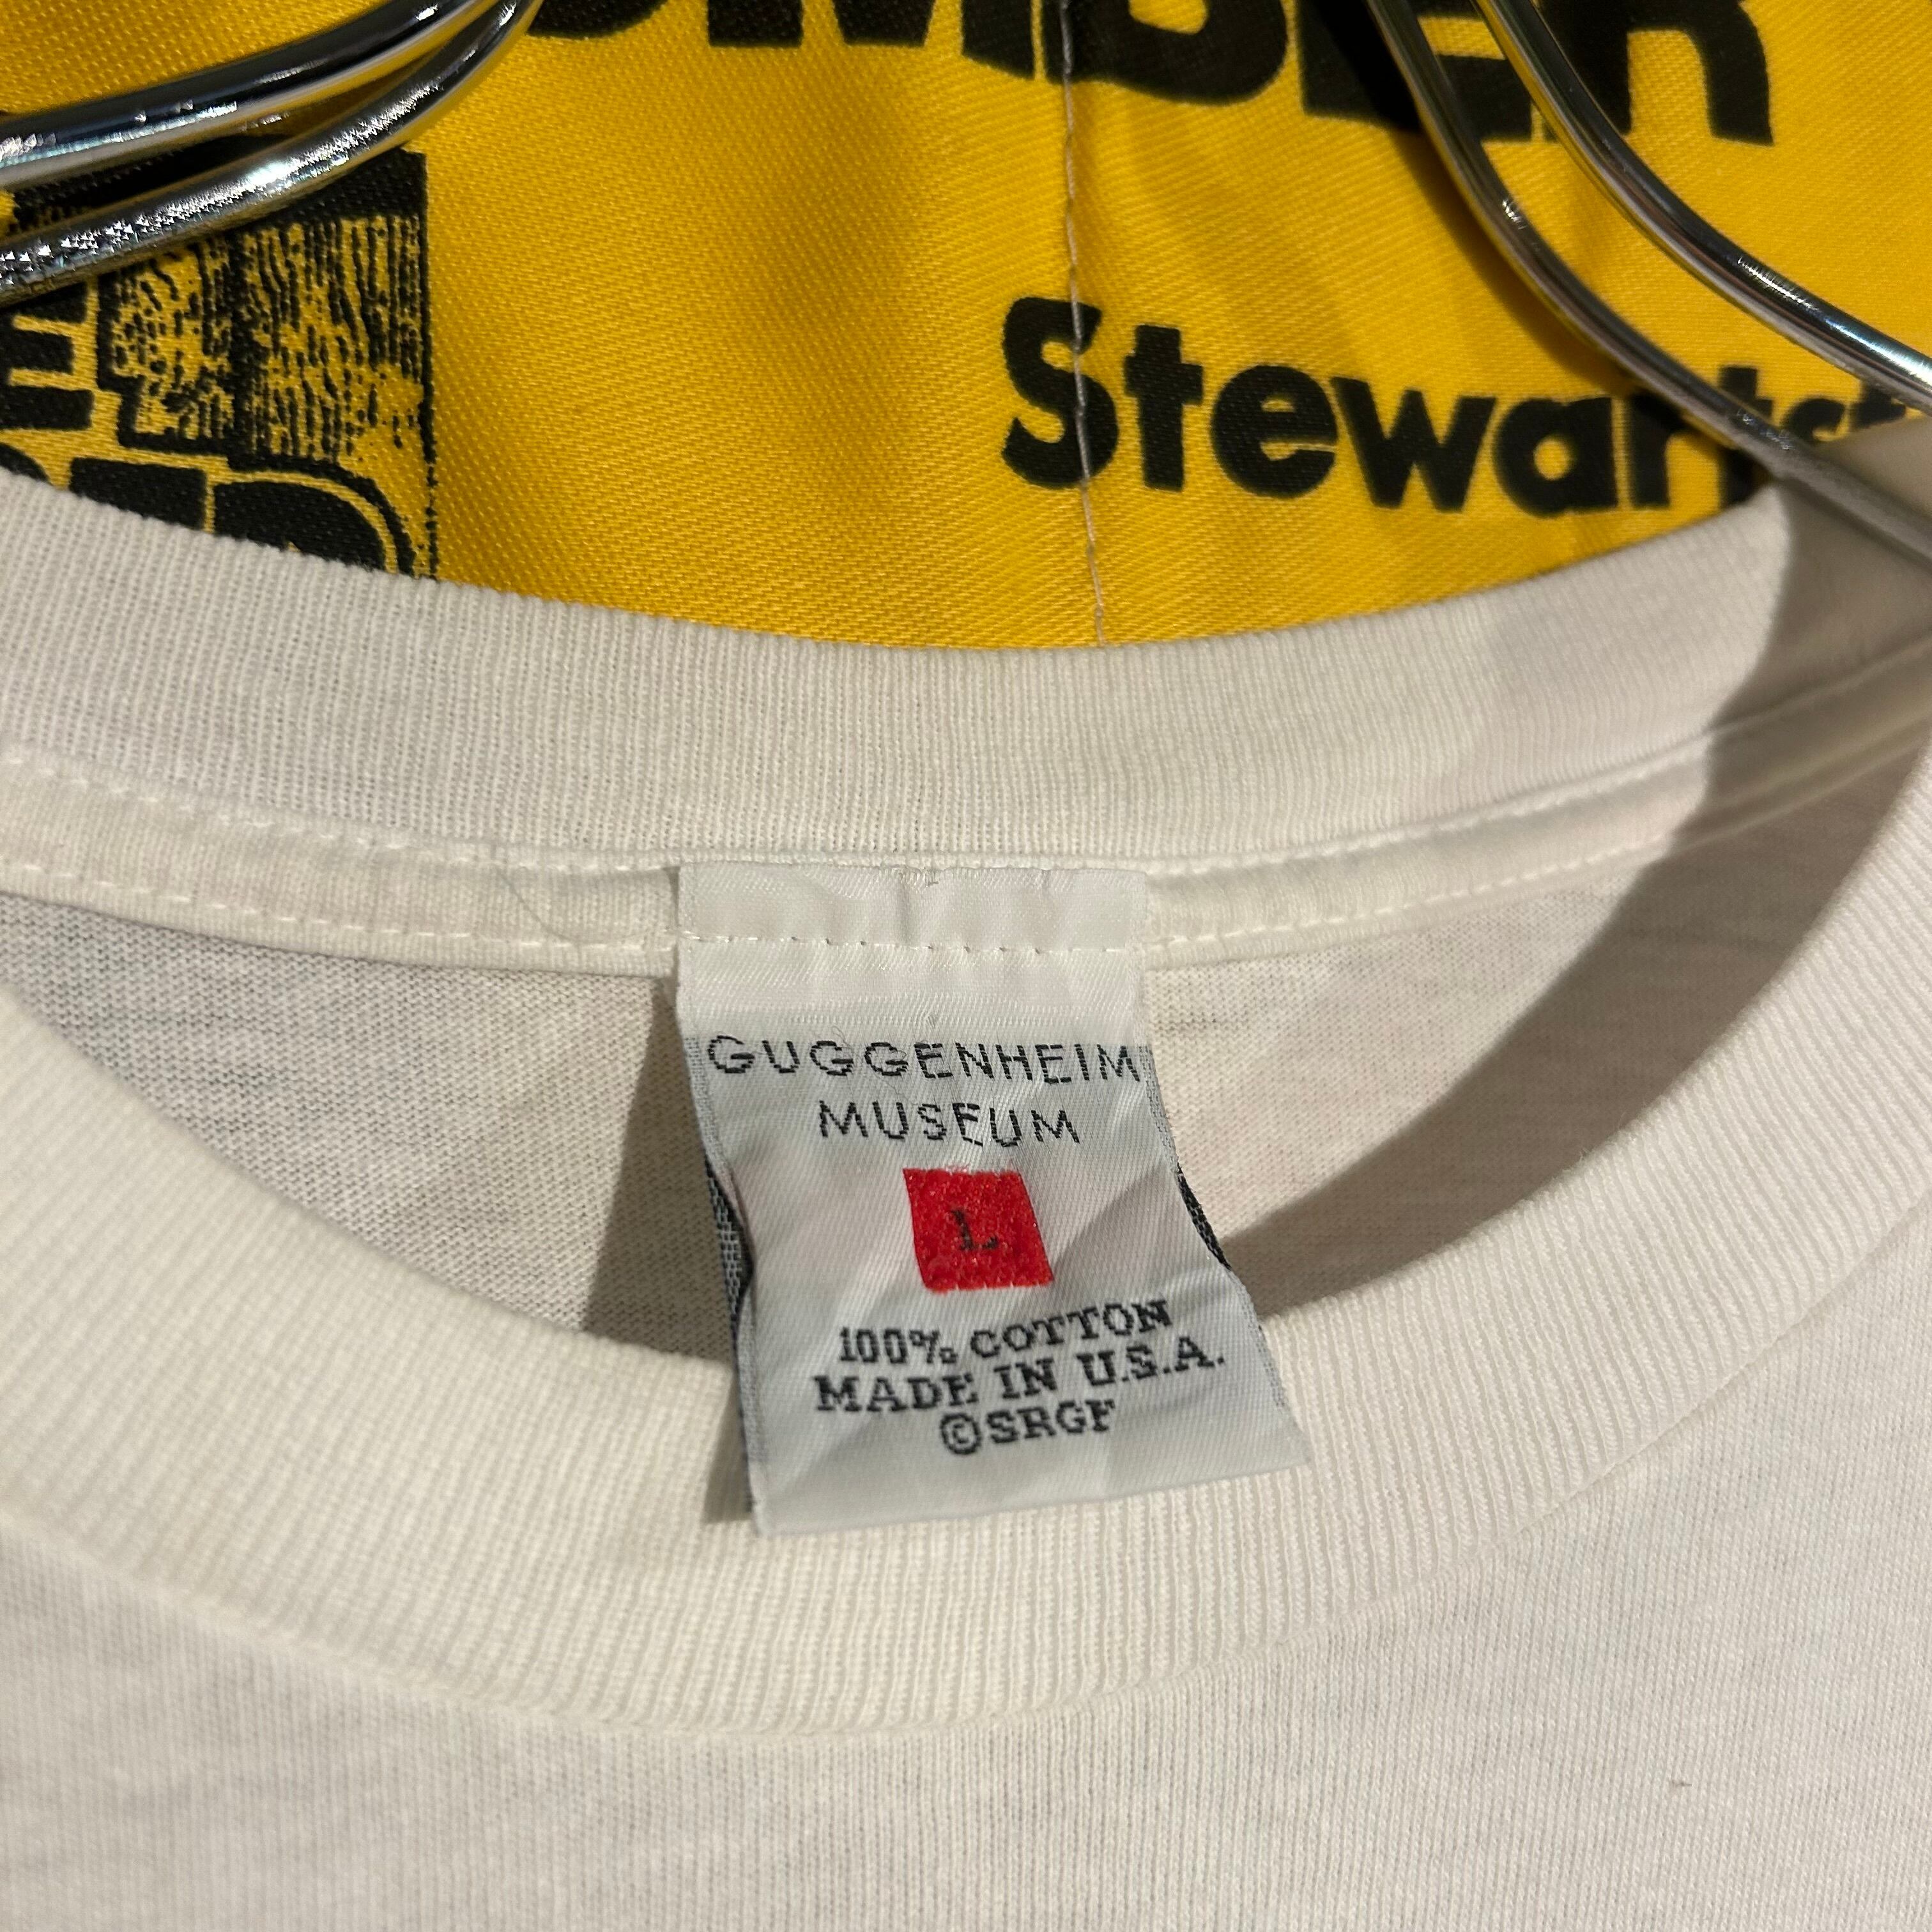 Stewart
GUGGENHEIM
MUSEUM
L
100% COTTON
MADE IN U.S.A.
©SRGF